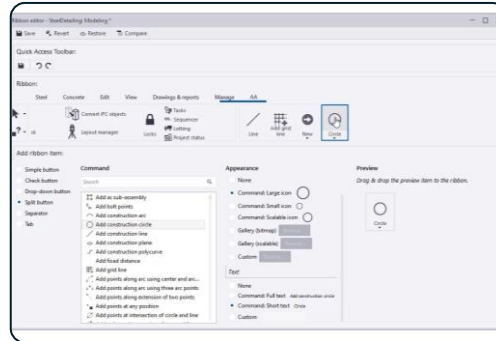 Ribbon editor - SteelDetailing: Modeling*
Save Revert Restore Compare
Quick Access Toolbar:
Ribbon:
Steel Concrete Edit View Drawings & reports Manage AA
Convert IFC objects
Layout manager
Locks
Tasks
Sequencer
Lotting
Project status
Line
Add grid line
New
Circle
Add ribbon item:
Simple button
Check button
Drop-down button
Split button
Separator
Tab
Command
Search
Add as sub-assembly
Add bolt points
Add construction arc
Add construction circle
Add construction line
Add construction plane
Add construction polycurve
Add fixed distance
Add grid line
Add points along arc using center and arc...
Add points along arc using three arc points
Add points along extension of two points
Add points at any position
Add points at intersection of circle and line
Appearance
None
Command: Large icon
Command: Small icon
Command: Scalable icon
Gallery (bitmap)
Gallery (scalable)
Custom
Text
None
Command: Full text Add construction circle
Command: Short text Circle
Custom
Preview
Drag & drop the preview item to the ribbon.
Circle